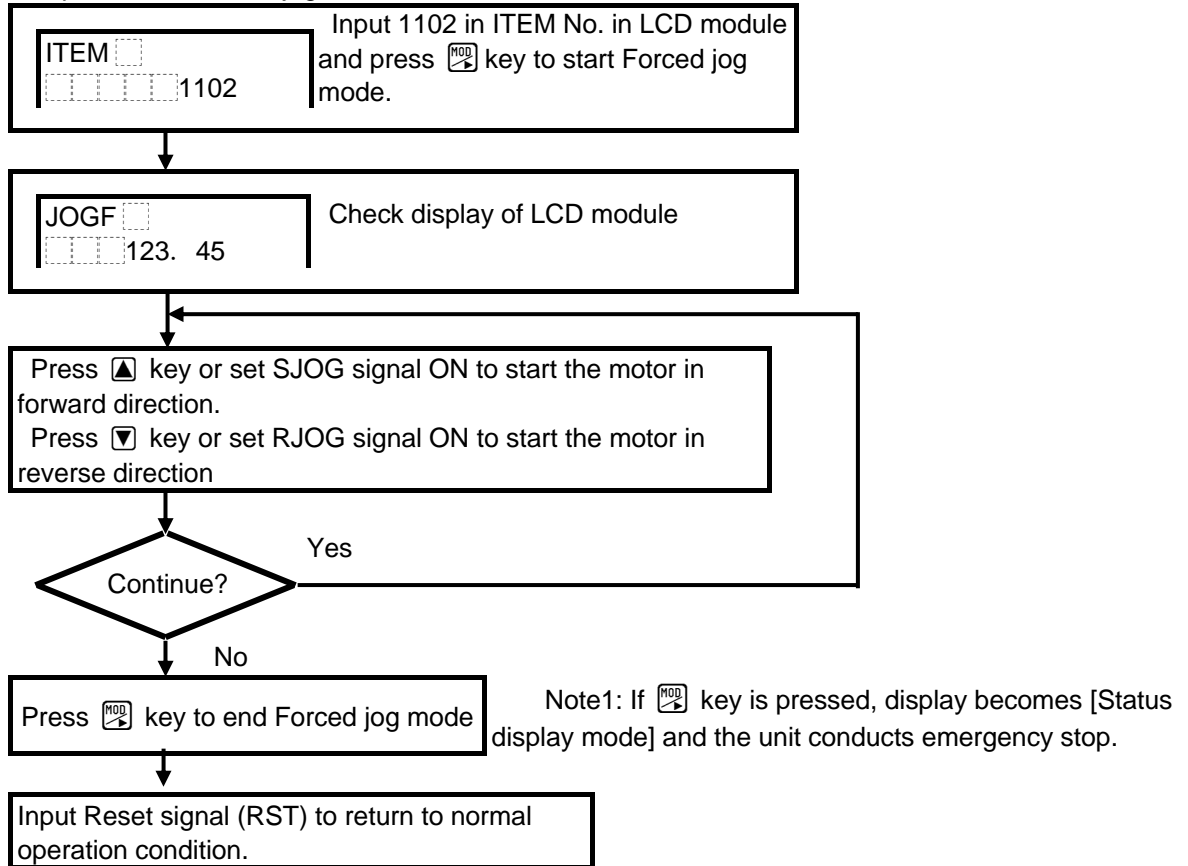 Input 1102 in ITEM No. in LCD module
ITEM
and press MOD key to start Forced jog
1102
mode.
JOGF
Check display of LCD module
123. 45
Press ▲ key or set SJOG signal ON to start the motor in
forward direction.
Press ▼ key or set RJOG signal ON to start the motor in
reverse direction
Yes
Continue?
No
Press MOD key to end Forced jog mode
Note1: If MOD key is pressed, display becomes [Status
display mode] and the unit conducts emergency stop.
Input Reset signal (RST) to return to normal
operation condition.